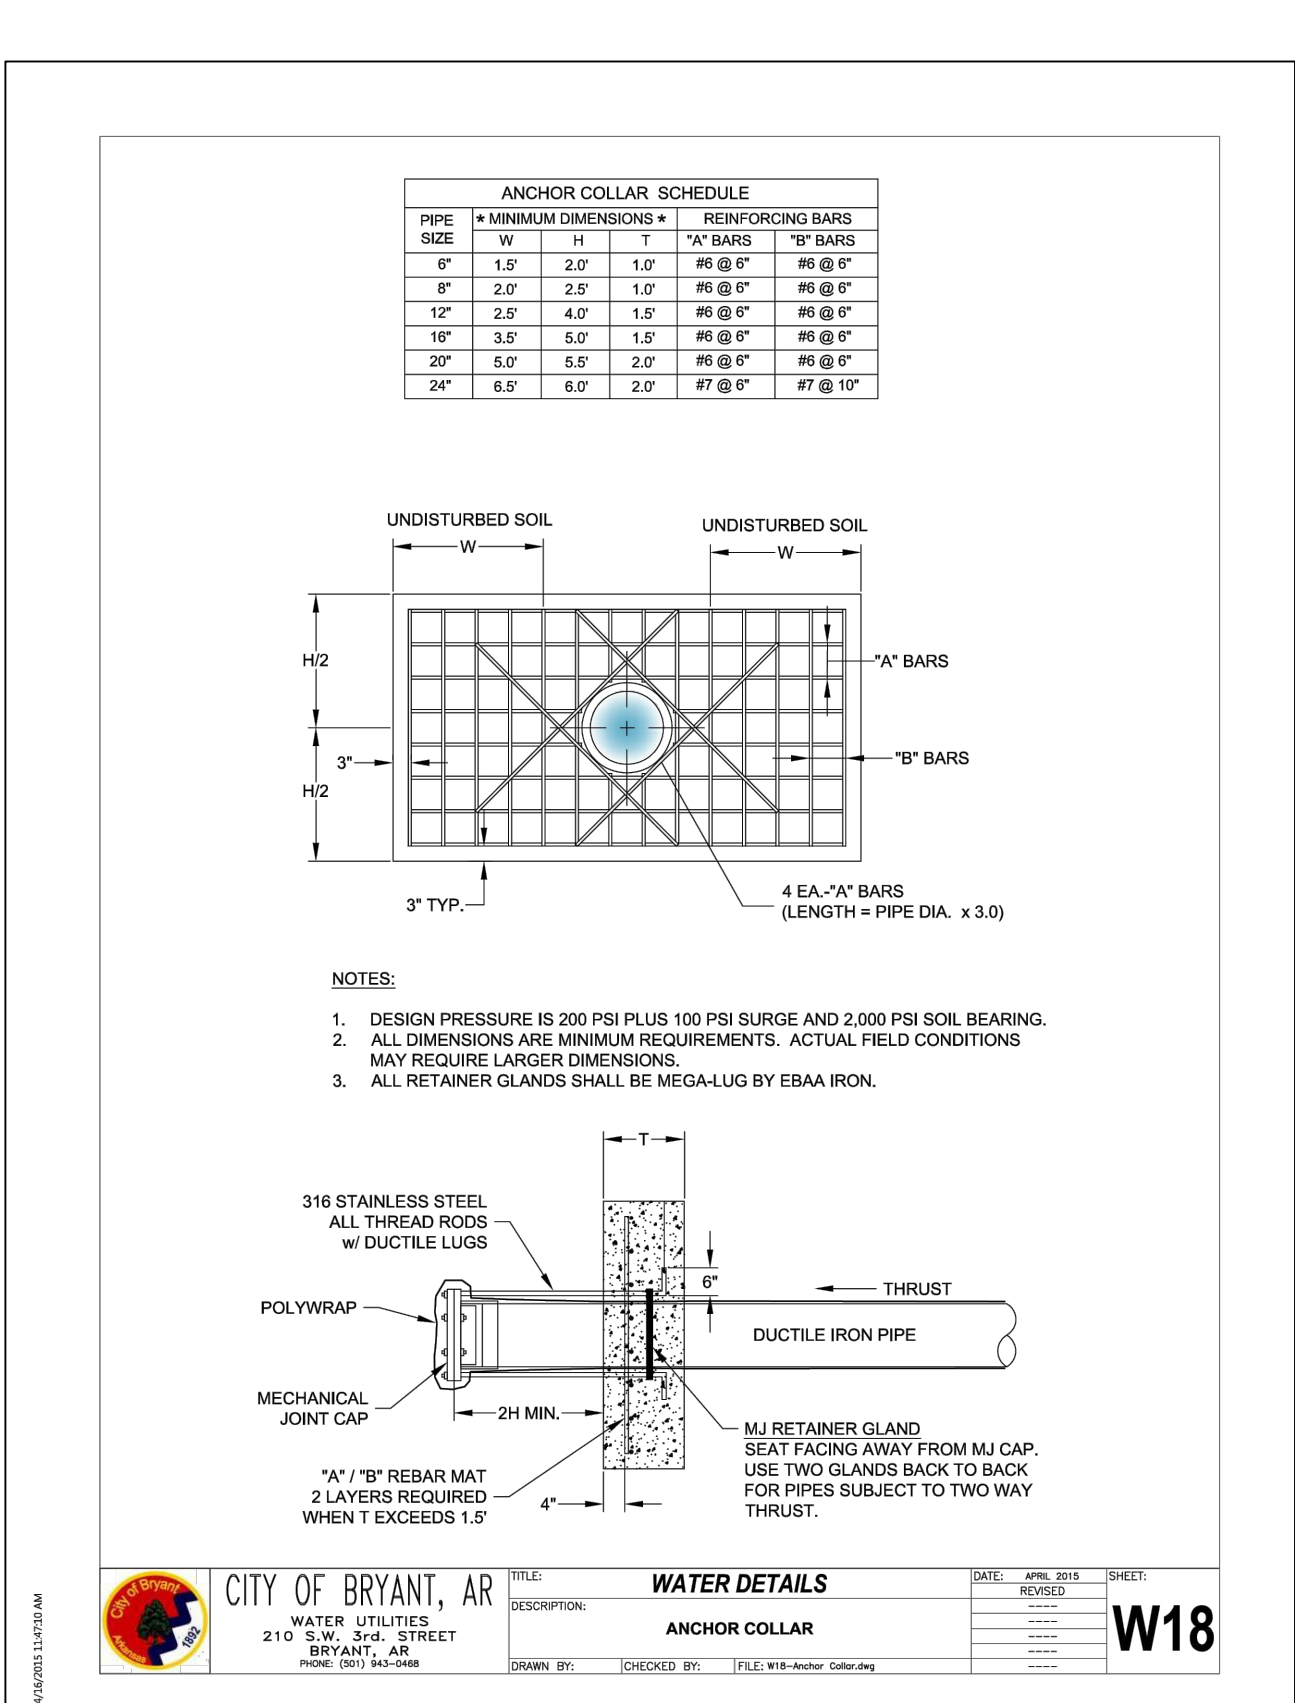 ANCHOR COLLAR SCHEDULE
PIPE SIZE * MINIMUM DIMENSIONS * REINFORCING BARS
W H T "A" BARS "B" BARS
6" 1.5' 2.0' 1.0' #6 @ 6" #6 @ 6"
8" 2.0' 2.5' 1.0' #6 @ 6" #6 @ 6"
12" 2.5' 4.0' 1.5' #6 @ 6" #6 @ 6"
16" 3.5' 5.0' 1.5' #6 @ 6" #6 @ 6"
20" 5.0' 5.5' 2.0' #6 @ 6" #6 @ 6"
24" 6.5' 6.0' 2.0' #7 @ 6" #7 @ 10"
UNDISTURBED SOIL
UNDISTURBED SOIL
W
W
H/2
"A" BARS
3"
"B" BARS
H/2
3" TYP.
4 EA.-"A" BARS
(LENGTH = PIPE DIA. x 3.0)
NOTES:
1. DESIGN PRESSURE IS 200 PSI PLUS 100 PSI SURGE AND 2,000 PSI SOIL BEARING.
2. ALL DIMENSIONS ARE MINIMUM REQUIREMENTS. ACTUAL FIELD CONDITIONS
MAY REQUIRE LARGER DIMENSIONS.
3. ALL RETAINER GLANDS SHALL BE MEGA-LUG BY EBAA IRON.
T
316 STAINLESS STEEL
ALL THREAD RODS
w/ DUCTILE LUGS
6"
THRUST
POLYWRAP
DUCTILE IRON PIPE
MECHANICAL
JOINT CAP
2H MIN.
MJ RETAINER GLAND
SEAT FACING AWAY FROM MJ CAP.
USE TWO GLANDS BACK TO BACK
FOR PIPES SUBJECT TO TWO WAY
THRUST.
"A" / "B" REBAR MAT
2 LAYERS REQUIRED
WHEN T EXCEEDS 1.5'
4"
City of Bryant
Arkansas
1892
CITY OF BRYANT, AR
WATER UTILITIES
210 S.W. 3rd. STREET
BRYANT, AR
PHONE: (501) 943-0468
TITLE:
WATER DETAILS
DESCRIPTION:
ANCHOR COLLAR
DRAWN BY:
CHECKED BY:
FILE: W18-Anchor Collar.dwg
DATE: APRIL 2015
REVISED
----
----
----
----
SHEET:
W18
4/16/2015 11:47:10 AM